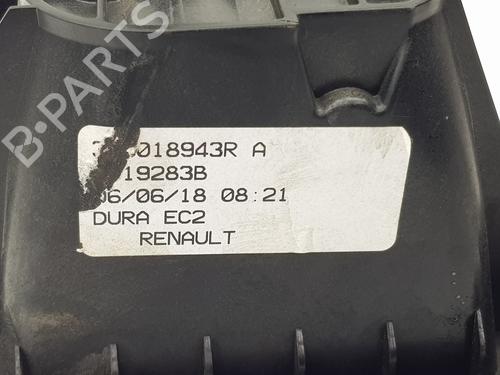 B-PARTS
018943R A
19283B
06/06/18 08:21
DURA EC2
RENAULT